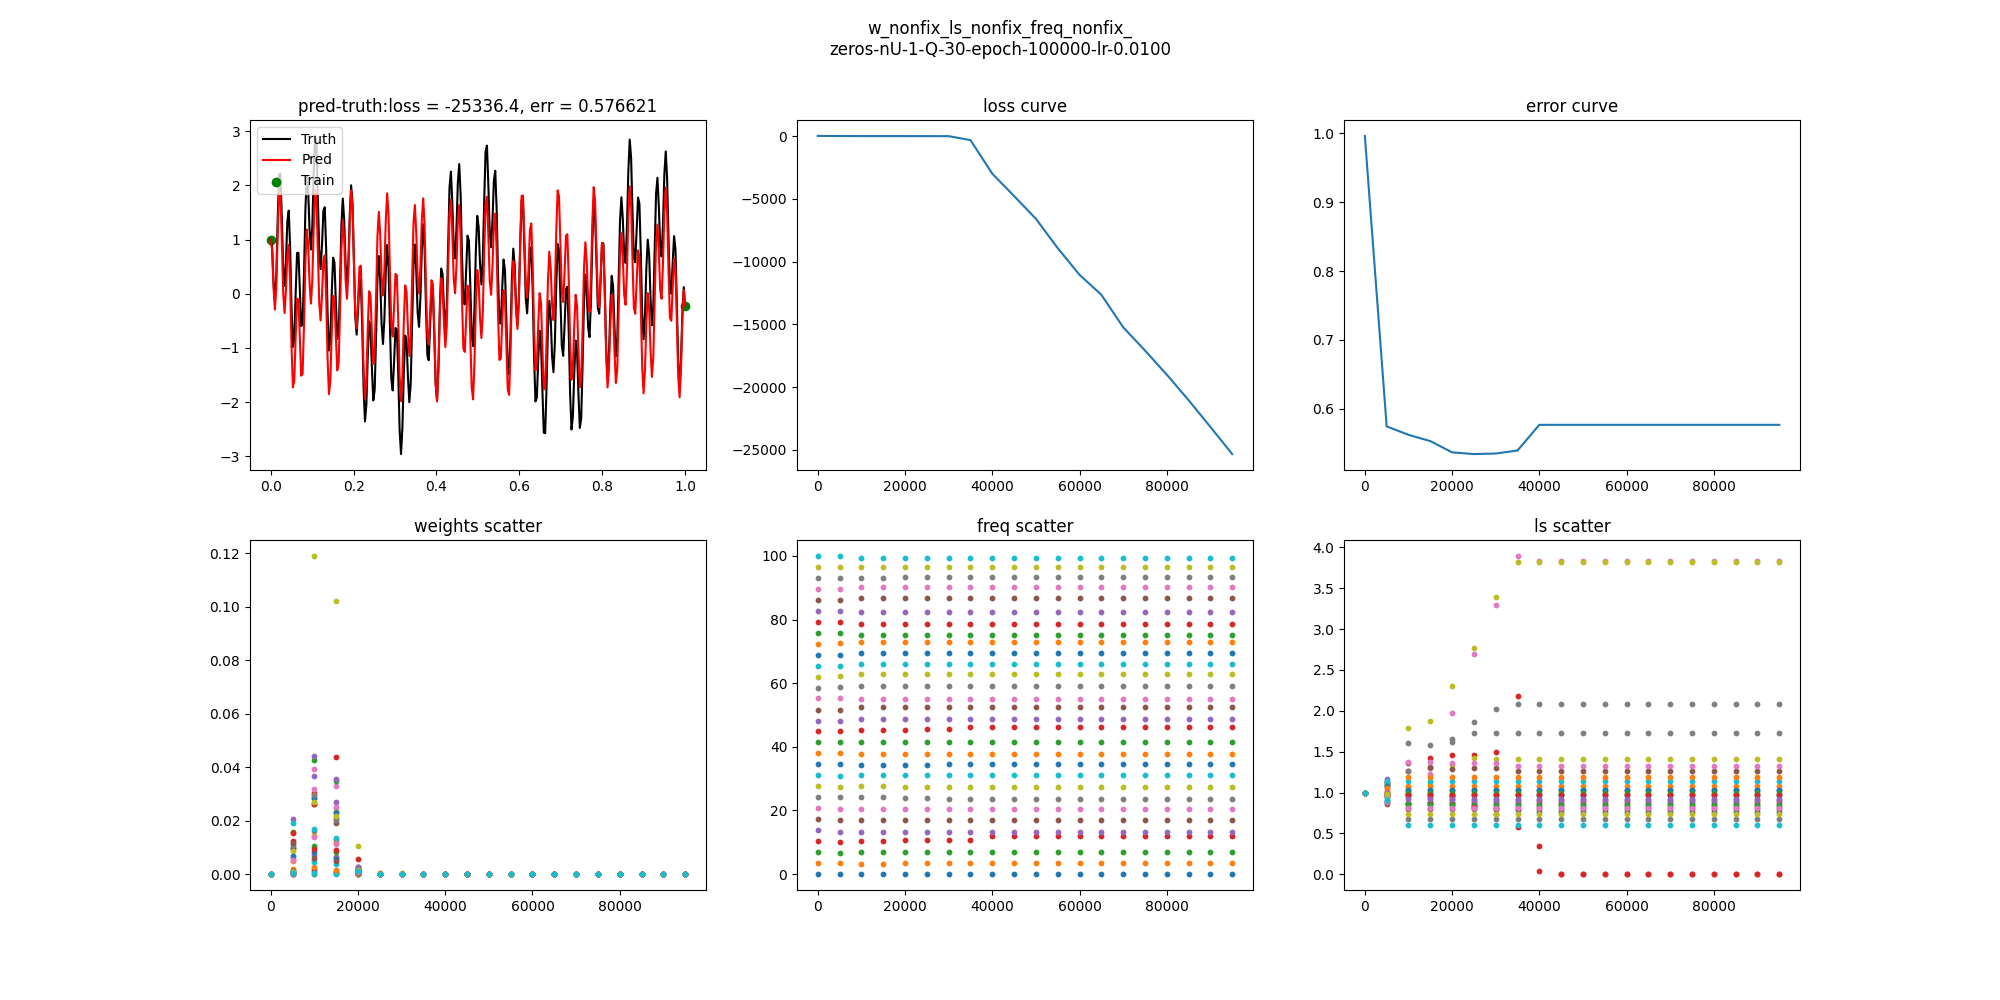 w_nonfix_ls_nonfix_freq_nonfix_
zeros-nU-1-Q-30-epoch-100000-lr-0.0100
pred-truth:loss = -25336.4, err = 0.576621
3
2
1
0
−1
−2
−3
0.0 0.2 0.4 0.6 0.8 1.0
Truth
Pred
Train
loss curve
0
−5000
−10000
−15000
−20000
−25000
0 20000 40000 60000 80000
error curve
1.0
0.9
0.8
0.7
0.6
0 20000 40000 60000 80000
weights scatter
0.12
0.10
0.08
0.06
0.04
0.02
0.00
0 20000 40000 60000 80000
freq scatter
100
80
60
40
20
0
0 20000 40000 60000 80000
ls scatter
4.0
3.5
3.0
2.5
2.0
1.5
1.0
0.5
0.0
0 20000 40000 60000 80000